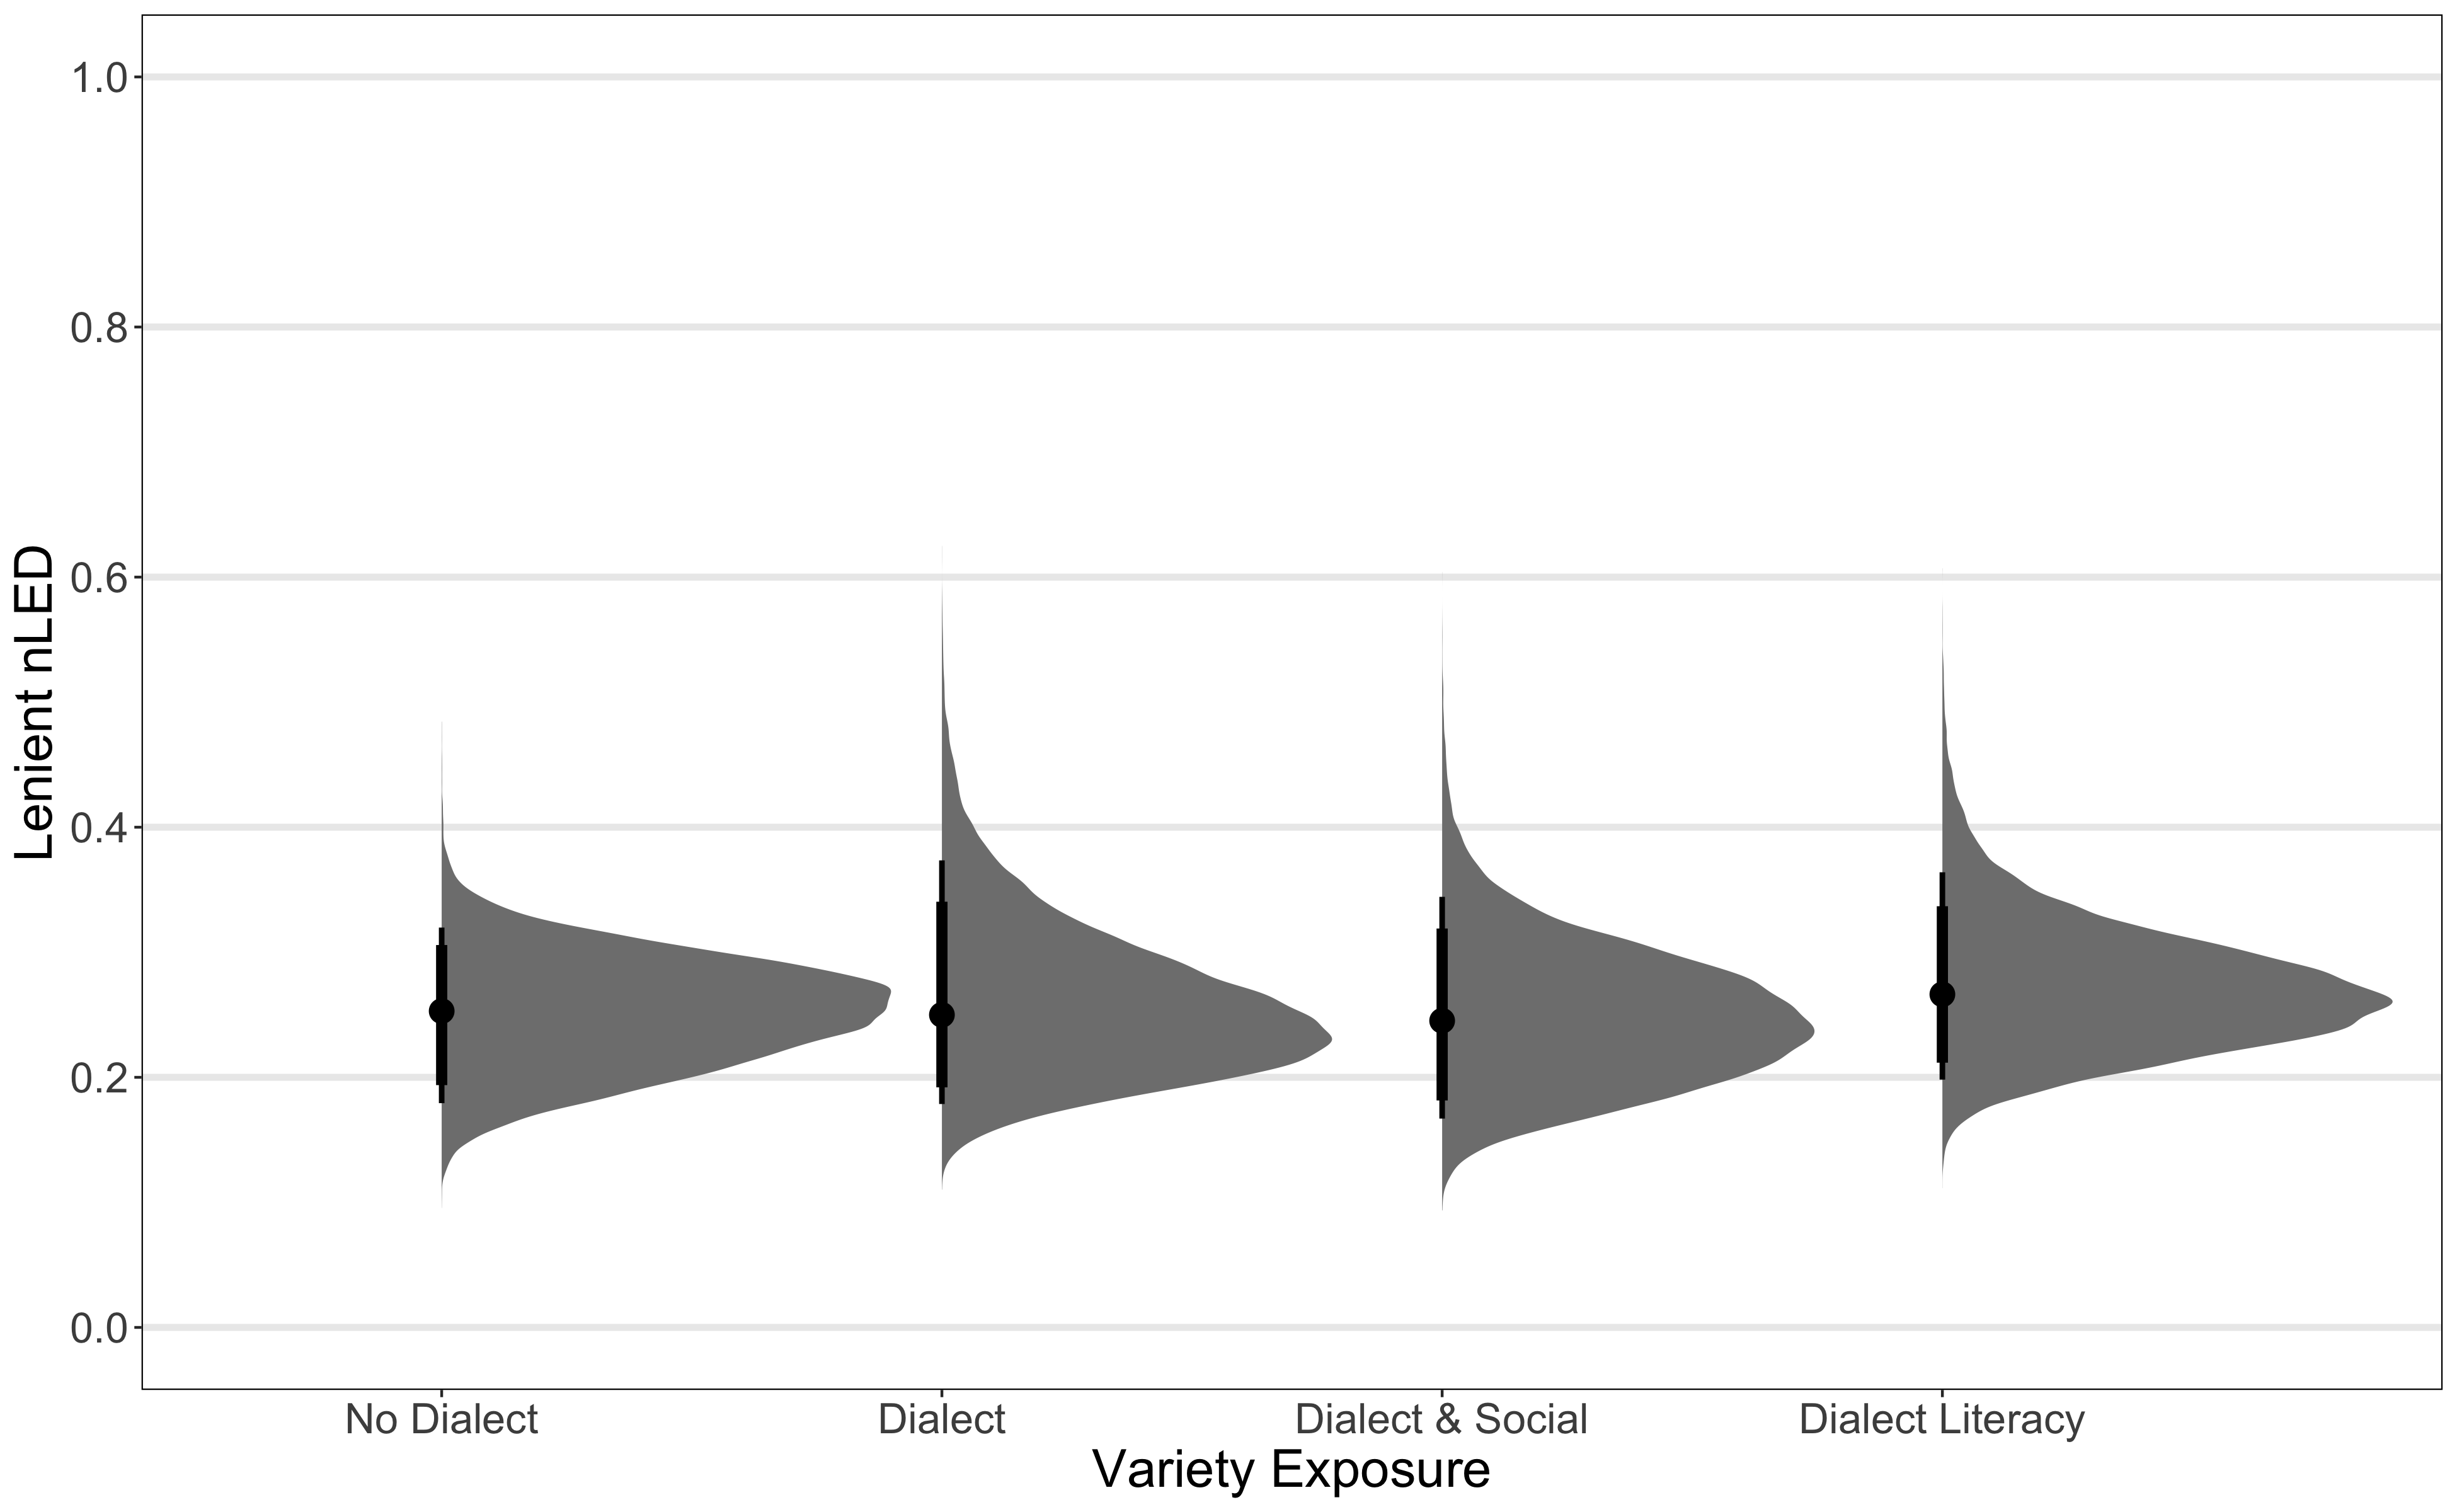 Lenient nLED
1.0
0.8
0.6
0.4
0.2
0.0
No Dialect
Dialect
Dialect & Social
Dialect Literacy
Variety Exposure